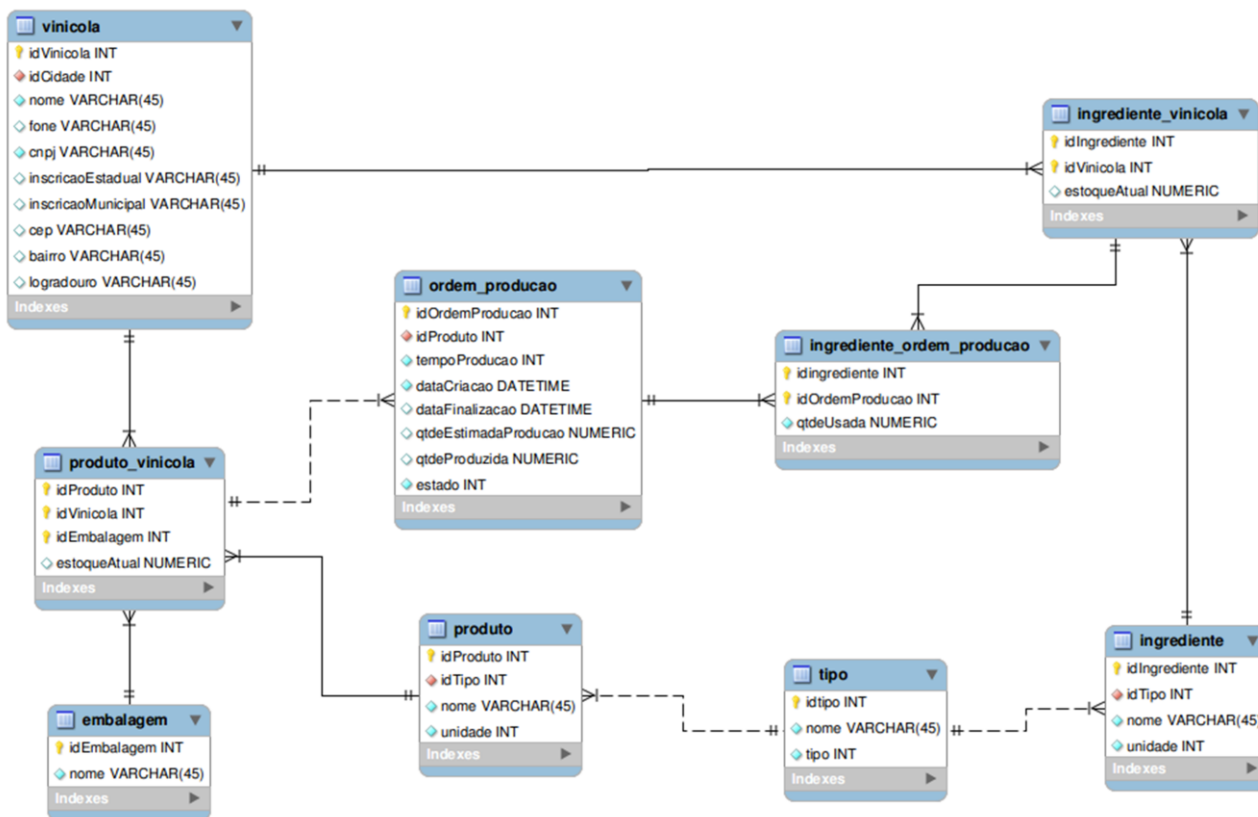 vinicola
idVinicola INT
idCidade INT
nome VARCHAR(45)
fone VARCHAR(45)
cnpj VARCHAR(45)
inscricaoEstadual VARCHAR(45)
inscricaoMunicipal VARCHAR(45)
cep VARCHAR(45)
bairro VARCHAR(45)
logradouro VARCHAR(45)
Indexes
ingrediente_vinicola
idIngrediente INT
idVinicola INT
estoqueAtual NUMERIC
Indexes
ordem_producao
idOrdemProducao INT
idProduto INT
tempoProducao INT
dataCriacao DATETIME
dataFinalizacao DATETIME
qtdeEstimadaProducao NUMERIC
qtdeProduzida NUMERIC
estado INT
Indexes
ingrediente_ordem_producao
idingrediente INT
idOrdemProducao INT
qtdeUsada NUMERIC
Indexes
produto_vinicola
idProduto INT
idVinicola INT
idEmbalagem INT
estoqueAtual NUMERIC
Indexes
produto
idProduto INT
idTipo INT
nome VARCHAR(45)
unidade INT
Indexes
tipo
idtipo INT
nome VARCHAR(45)
tipo INT
Indexes
ingrediente
idIngrediente INT
idTipo INT
nome VARCHAR(45
unidade INT
Indexes
embalagem
idEmbalagem INT
nome VARCHAR(45)
Indexes